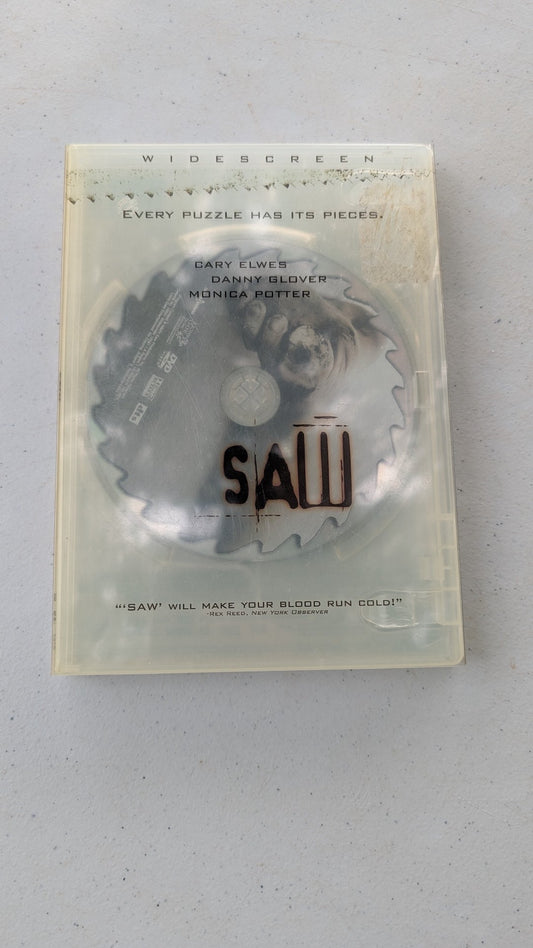 WIDESCREEN
EVERY PUZZLE HAS ITS PIECES.
CARY ELWES
DANNY GLOVER
MONICA POTTER
SAW
"'SAW' WILL MAKE YOUR BLOOD RUN COLD!"
-REX REED, NEW YORK OBSERVER